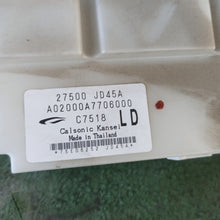 27500 JD45A
A02000A7706000
C7518 LD
Calsonic Kansei
Made in Thailand